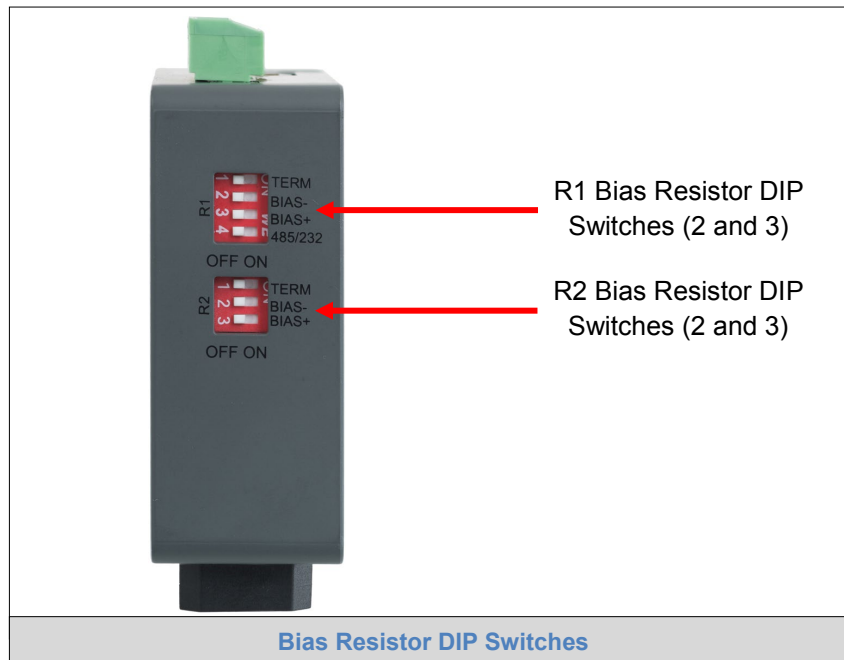 1 TERM
2 BIAS-
R1
3 BIAS+
4 485/232
ON
OFF ON
R1 Bias Resistor DIP
Switches (2 and 3)
1 TERM
ON
R2
2 BIAS-
3 BIAS+
OFF ON
R2 Bias Resistor DIP
Switches (2 and 3)
Bias Resistor DIP Switches